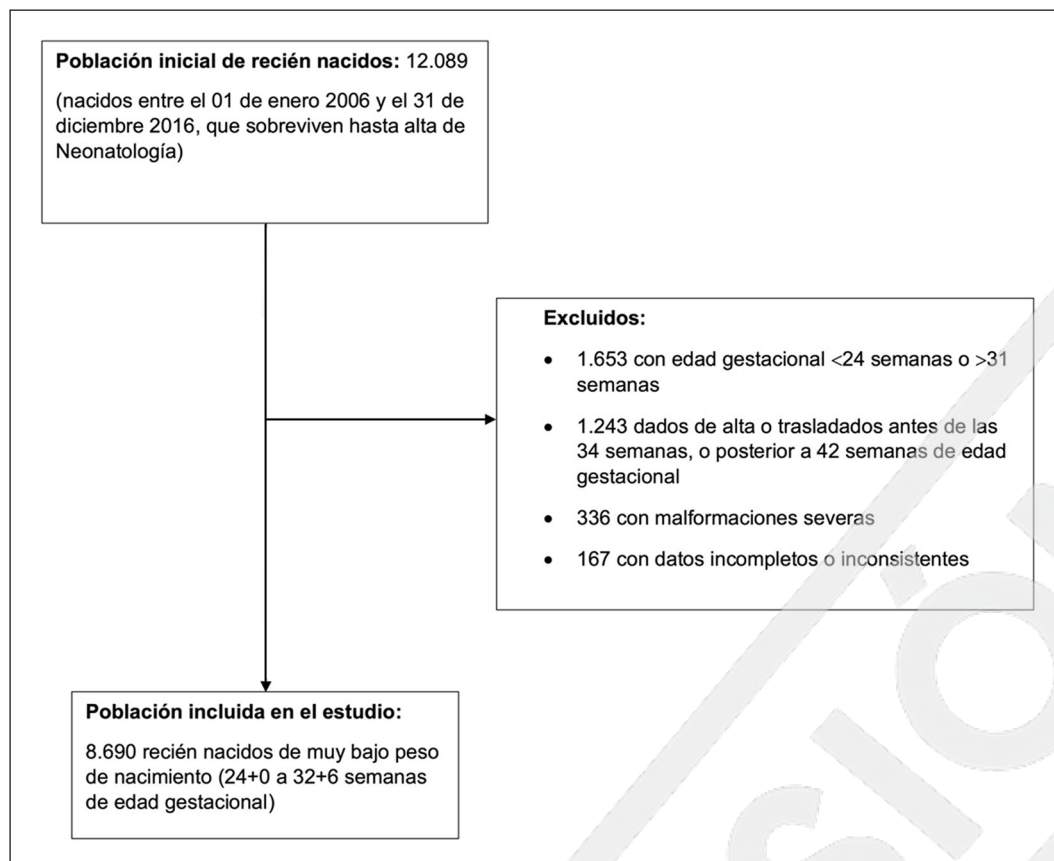 Población inicial de recién nacidos: 12.089
(nacidos entre el 01 de enero 2006 y el 31 de
diciembre 2016, que sobreviven hasta alta de
Neonatología)
Excluidos:
• 1.653 con edad gestacional <24 semanas o >31
semanas
• 1.243 dados de alta o trasladados antes de las
34 semanas, o posterior a 42 semanas de edad
gestacional
• 336 con malformaciones severas
• 167 con datos incompletos o inconsistentes
Población incluida en el estudio:
8.690 recién nacidos de muy bajo peso
de nacimiento (24+0 a 32+6 semanas
de edad gestacional)